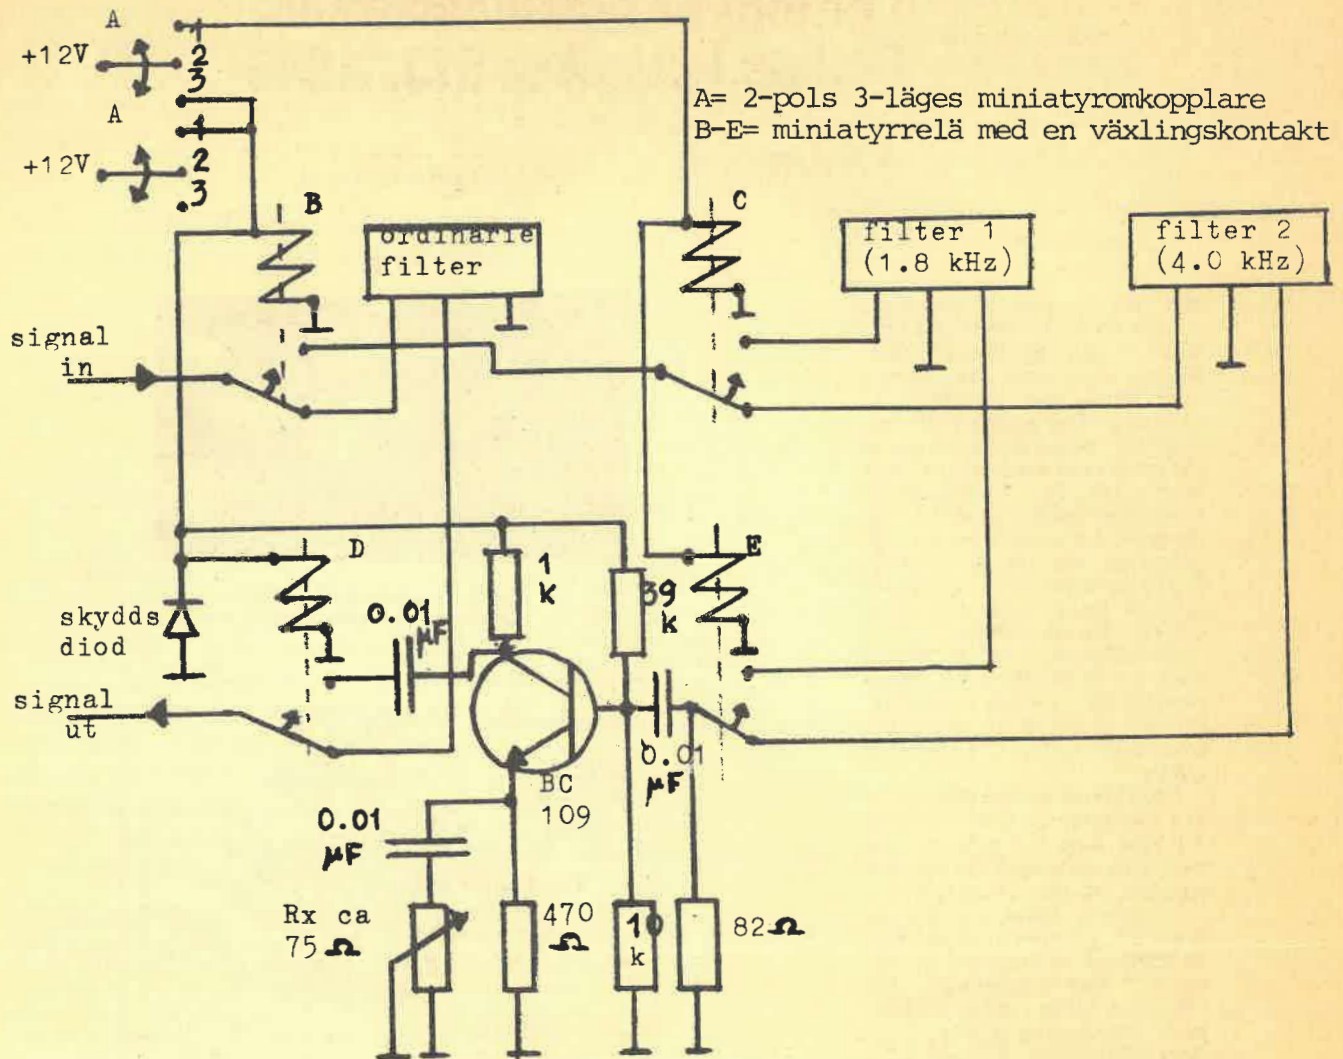 A
1
+12V
2
3
A
1
+12V
2
3
A= 2-pols 3-läges miniatyromkopplare
B-E= miniatyrrelä med en växlingskontakt
B
ordinarie
filter
C
filter 1
(1.8 kHz)
filter 2
(4.0 kHz)
signal
in
D
1
k
39
k
E
skydds
diod
0.01
µF
signal
ut
0.01
µF
BC
109
0.01
µF
Rx ca
75 Ω
470
Ω
10
k
82Ω